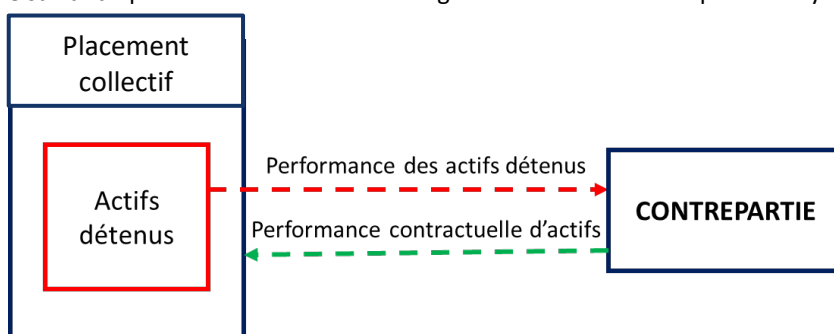 Placement
collectif
Performance des actifs détenus
Actifs
détenus
Performance contractuelle d’actifs
CONTREPARTIE